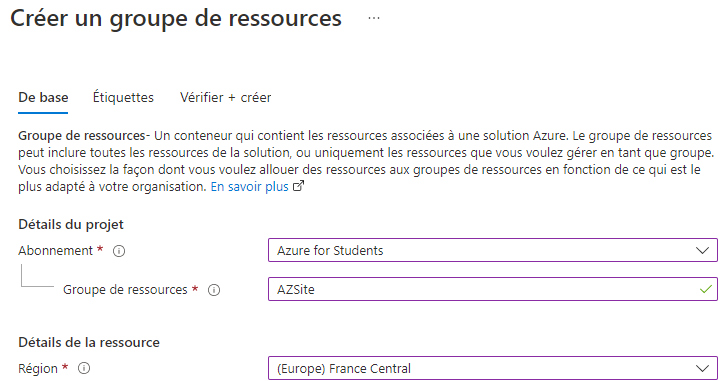 Créer un groupe de ressources ...
De base Étiquettes Vérifier + créer
Groupe de ressources- Un conteneur qui contient les ressources associées à une solution Azure. Le groupe de ressources
peut inclure toutes les ressources de la solution, ou uniquement les ressources que vous voulez gérer en tant que groupe.
Vous choisissez la façon dont vous voulez allouer des ressources aux groupes de ressources en fonction de ce qui est le
plus adapté à votre organisation. En savoir plus
Détails du projet
Abonnement * Azure for Students
Groupe de ressources * AZSite
Détails de la ressource
Région * (Europe) France Central